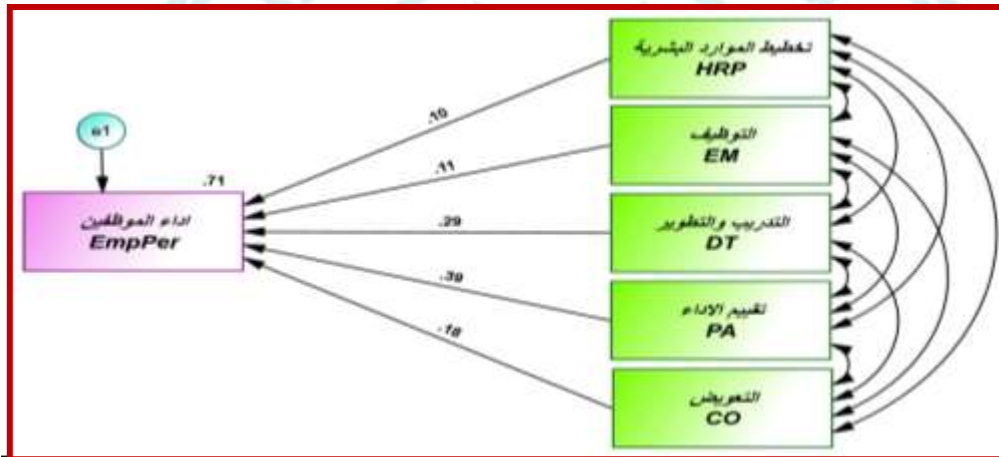 تخطيط الموارد البشرية
HRP
.10
e1
التوظيف
EM
.71
.11
اداء الموظفين
EmpPer
.29
التدريب والتطوير
DT
.39
تقييم الاداء
PA
.18
التعويض
CO